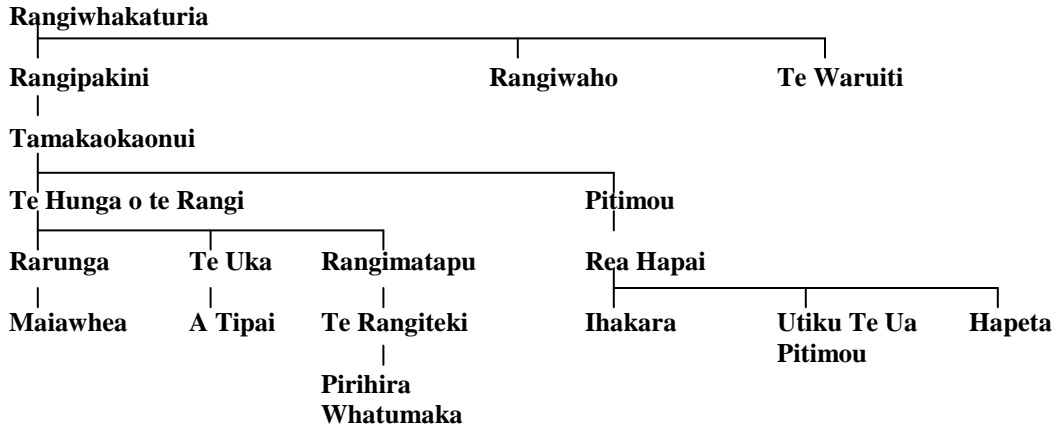 Rangiwhakaturia
Rangipakini Rangiwaho Te Waruiti
Tamakaokaonui
Te Hunga o te Rangi Pitimou
Rarunga Te Uka Rangimatapu Rea Hapai
Maiawhea A Tipai Te Rangiteki Ihakara Utiku Te Ua Hapeta
Pitimou
Pirihira
Whatumaka